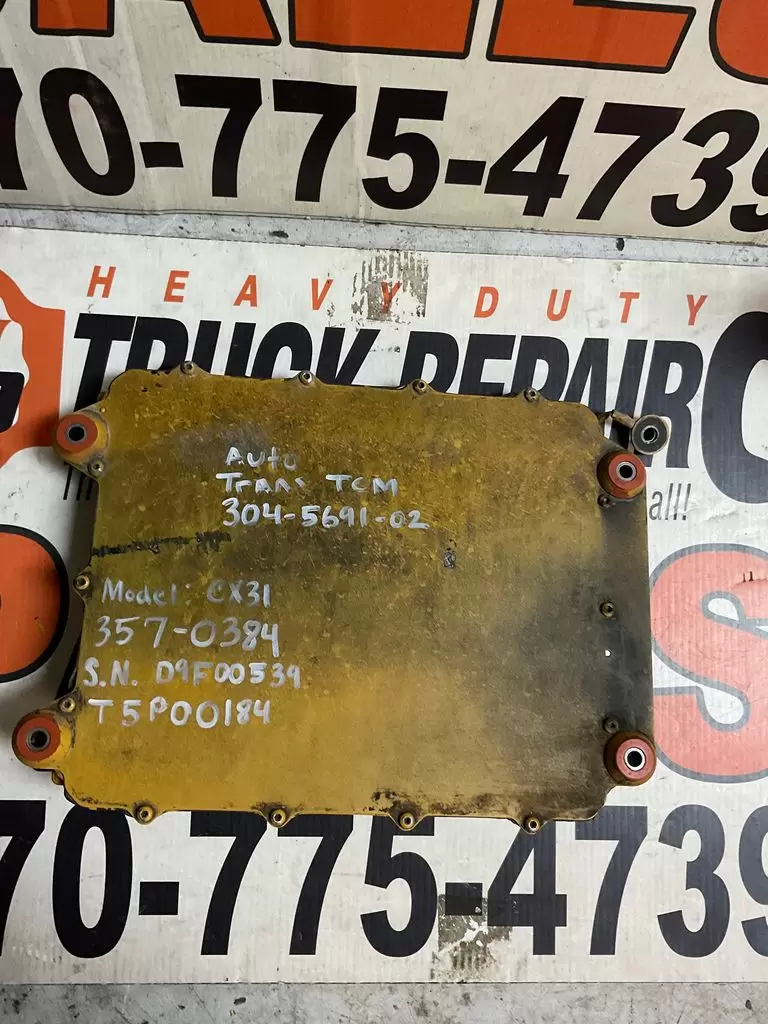 70-775-4739
HEAVY DUTY
TRUCK REPAIR
Auto
Trans TCM
304-5691-02
all!
Model: CX31
357-0384
S.N. D9F00539
T5P00184
70-775-4739